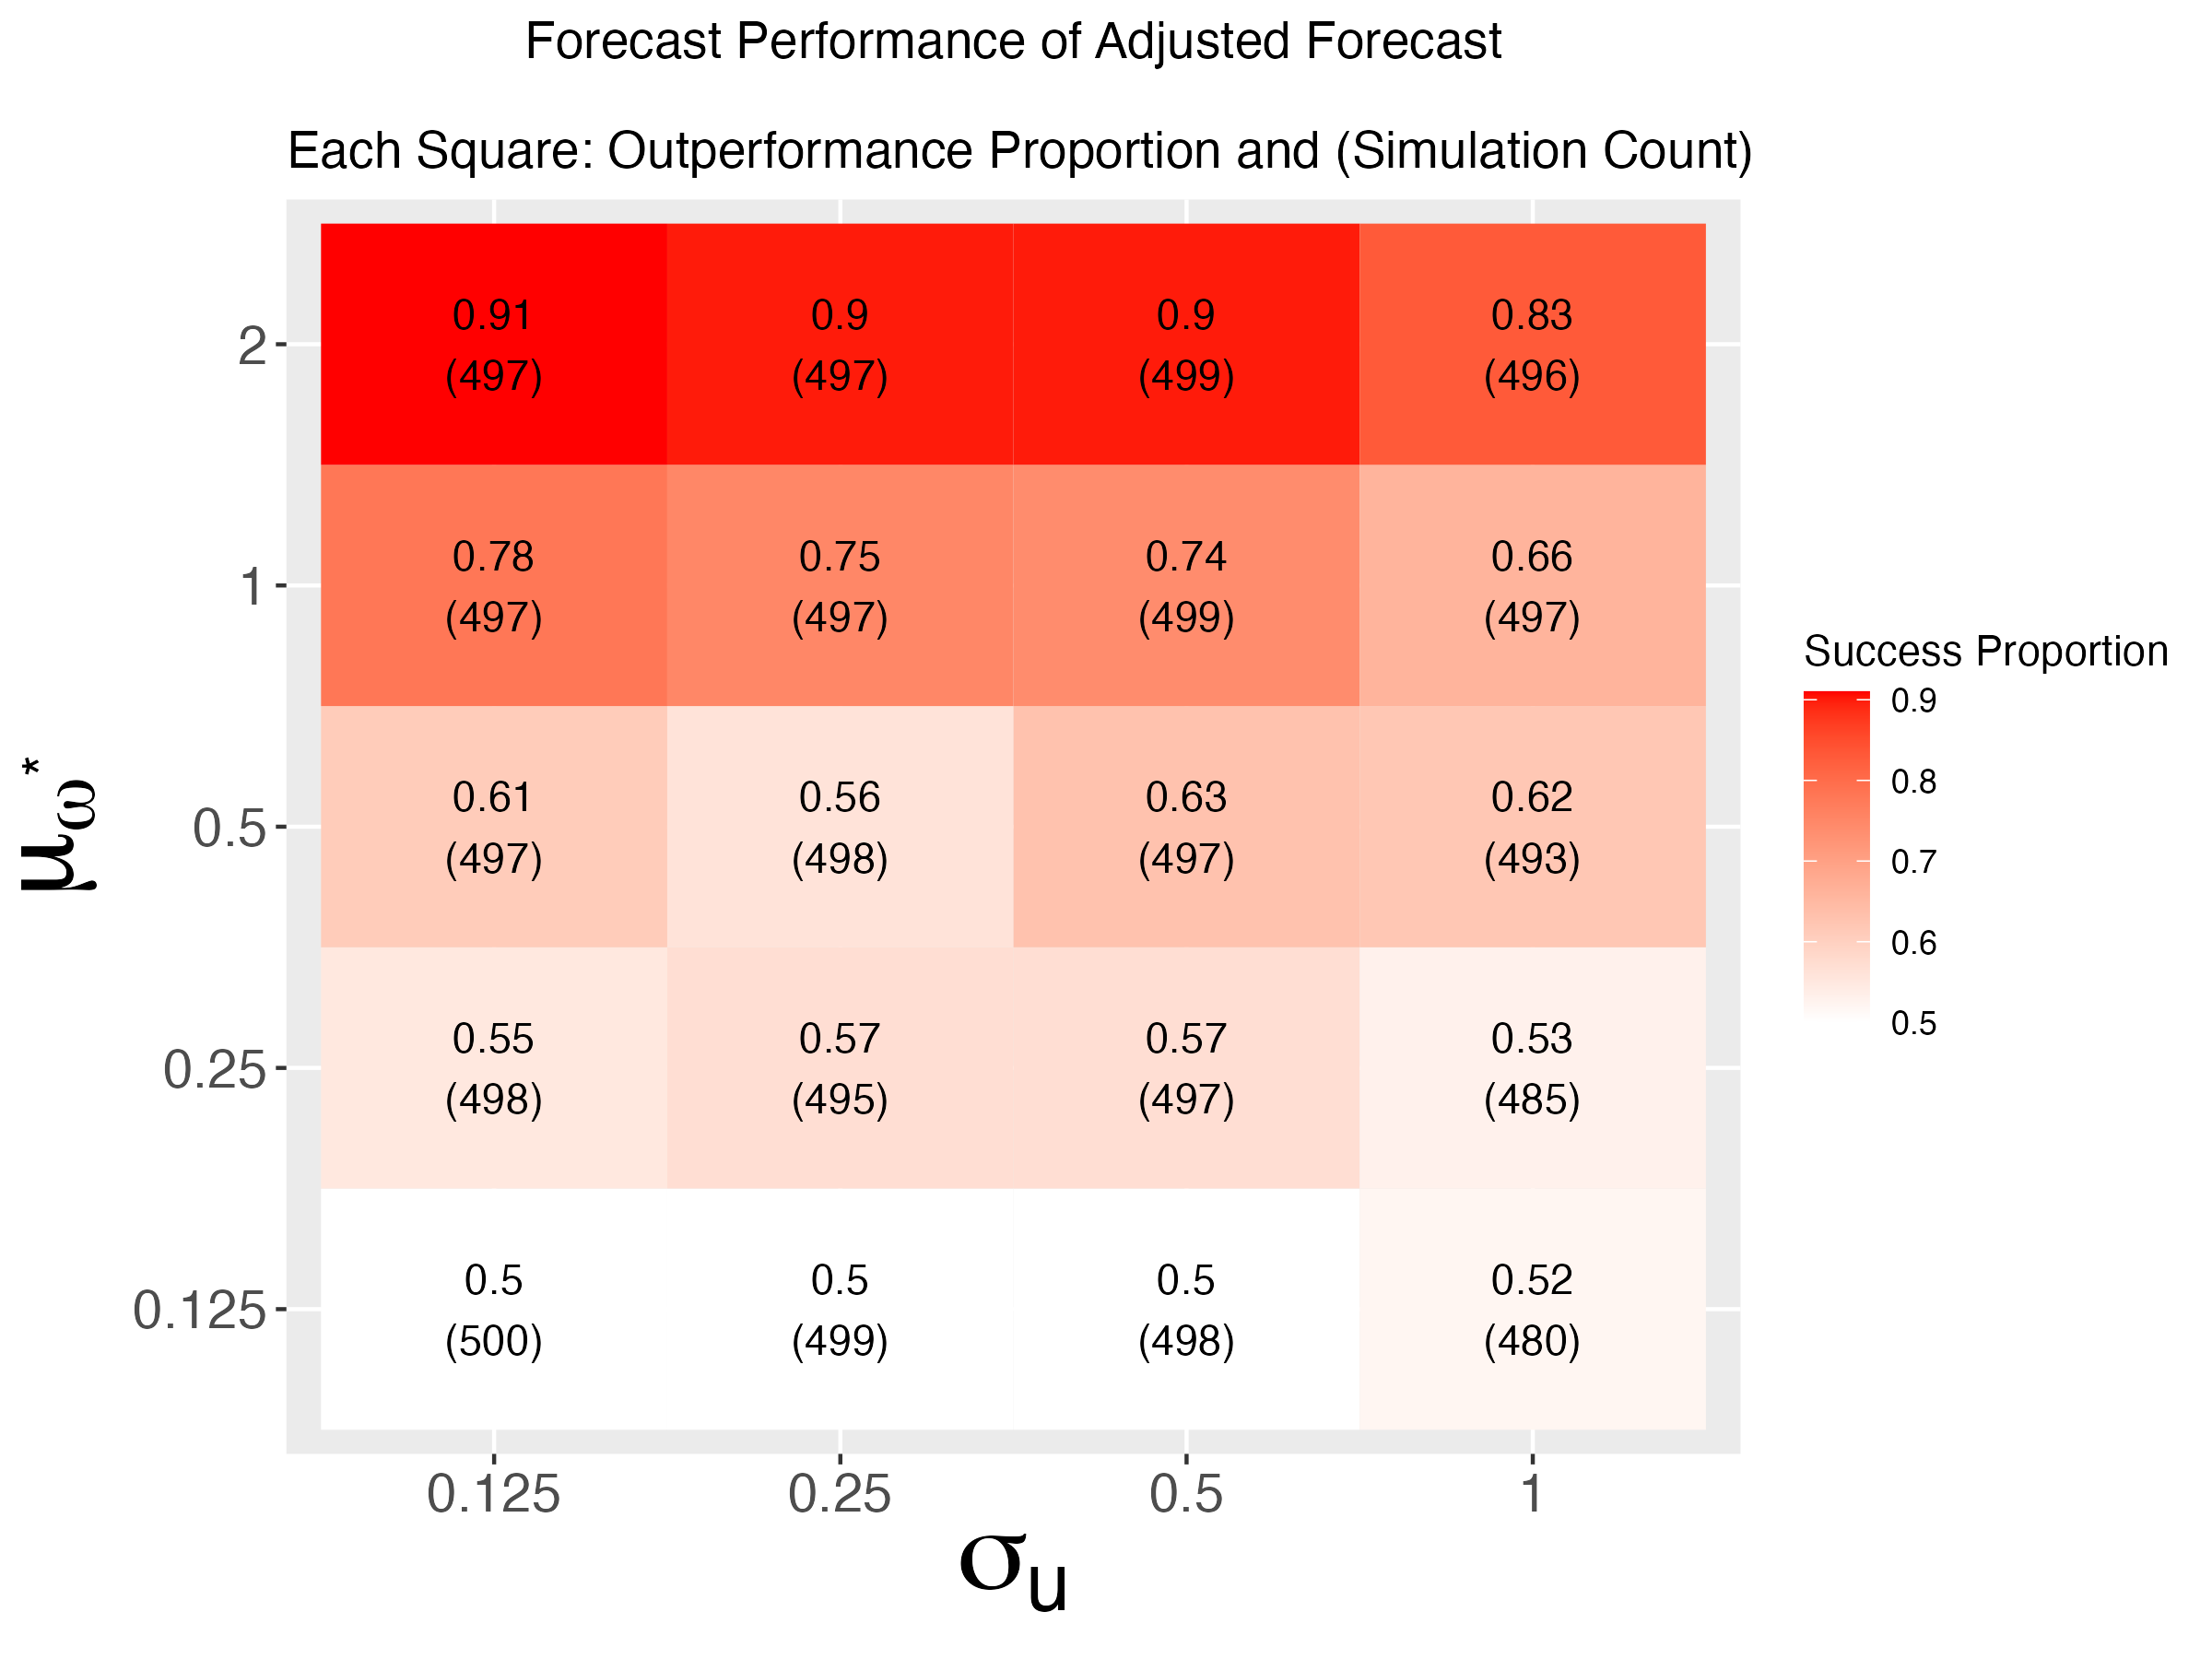 Forecast Performance of Adjusted Forecast
Each Square: Outperformance Proportion and (Simulation Count)
μω*
2
0.91 0.9 0.9 0.83
(497) (497) (499) (496)
1
0.78 0.75 0.74 0.66
(497) (497) (499) (497)
0.5
0.61 0.56 0.63 0.62
(497) (498) (497) (493)
0.25
0.55 0.57 0.57 0.53
(498) (495) (497) (485)
0.125
0.5 0.5 0.5 0.52
(500) (499) (498) (480)
0.125 0.25 0.5 1
σu
Success Proportion
0.9
0.8
0.7
0.6
0.5